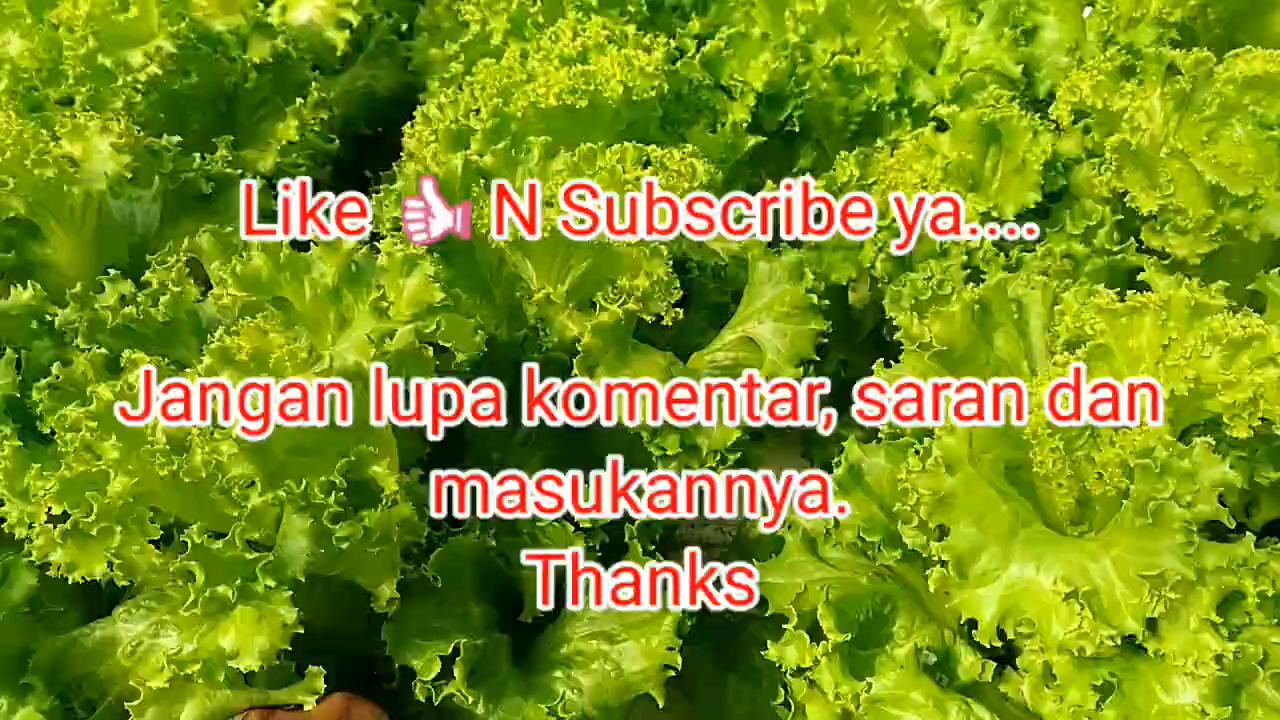 Like 👍 N Subscribe ya....
Jangan lupa komentar, saran dan
masukannya.
Thanks